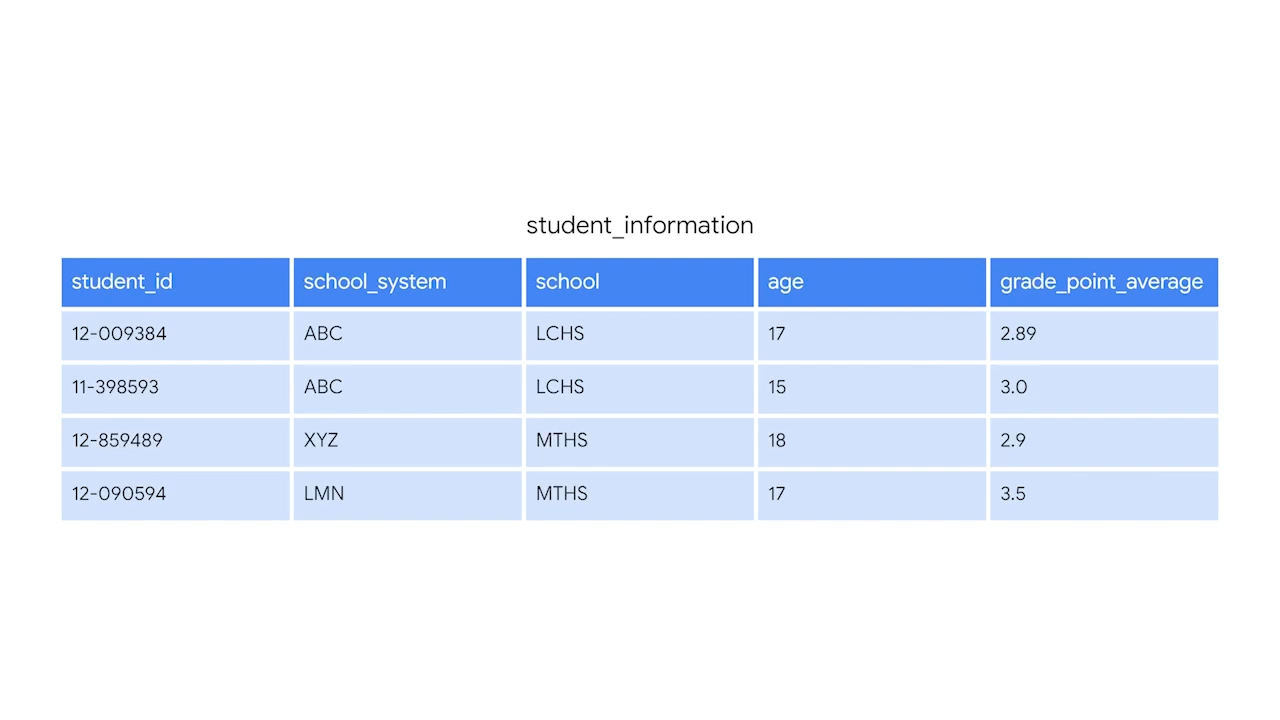 student_information
student_id school_system school age grade_point_average
12-009384 ABC LCHS 17 2.89
11-398593 ABC LCHS 15 3.0
12-859489 XYZ MTHS 18 2.9
12-090594 LMN MTHS 17 3.5